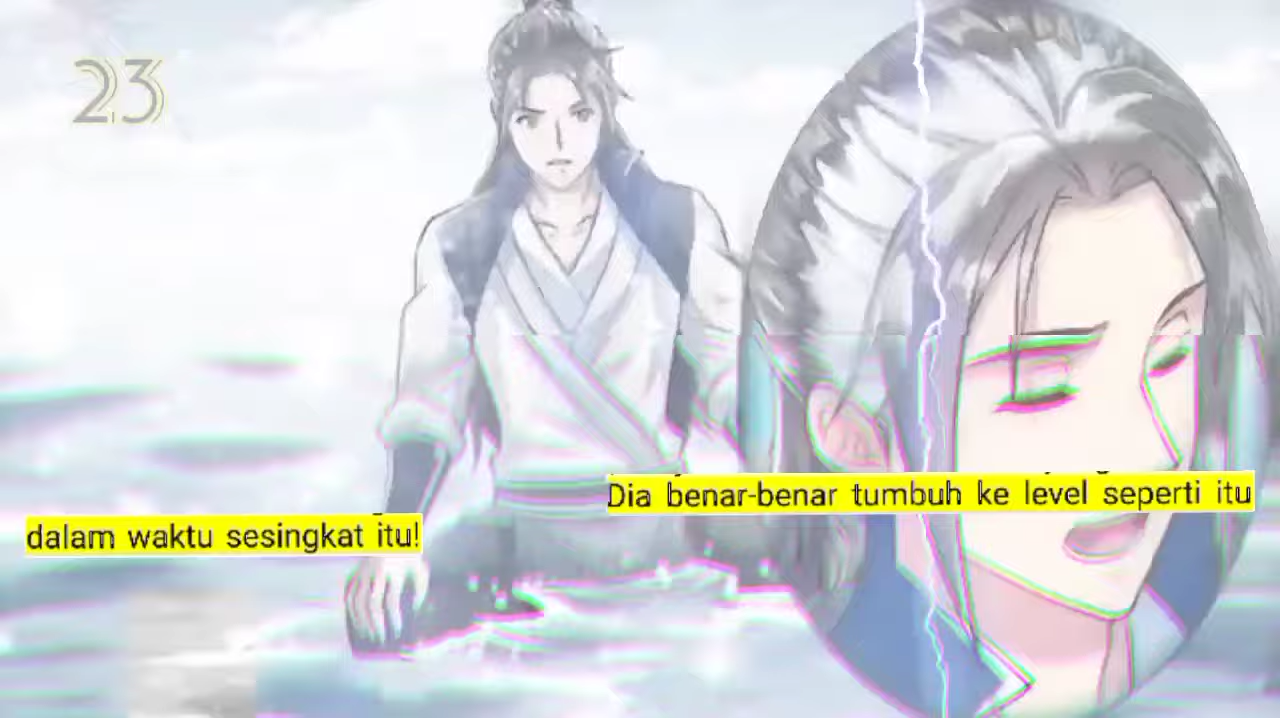 23
Dia benar-benar tumbuh ke level seperti itu
dalam waktu sesingkat itu!